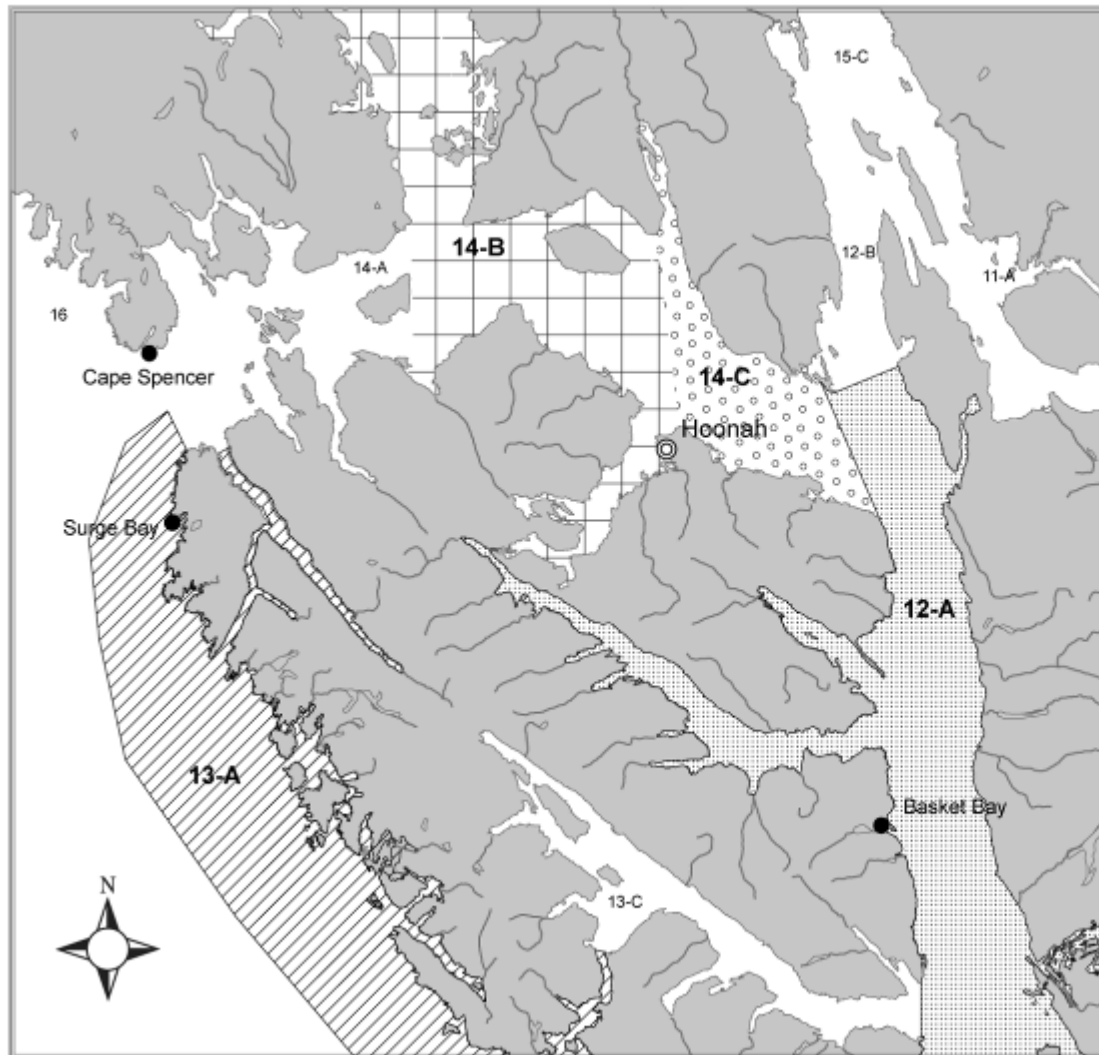 15-C
14-B
12-B
14-A
11-A
16
Cape Spencer
14-C
Hoonah
Surge Bay
12-A
13-A
Basket Bay
N
13-C